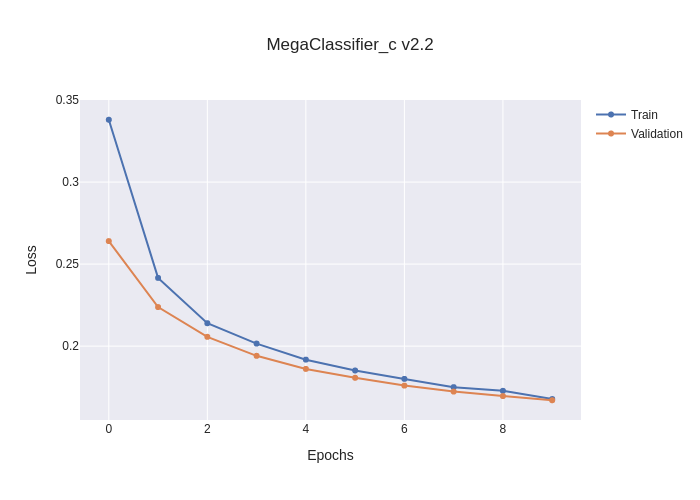 MegaClassifier_c v2.2
0.35
0.3
0.25
0.2
Loss
0 2 4 6 8
Epochs
Train
Validation